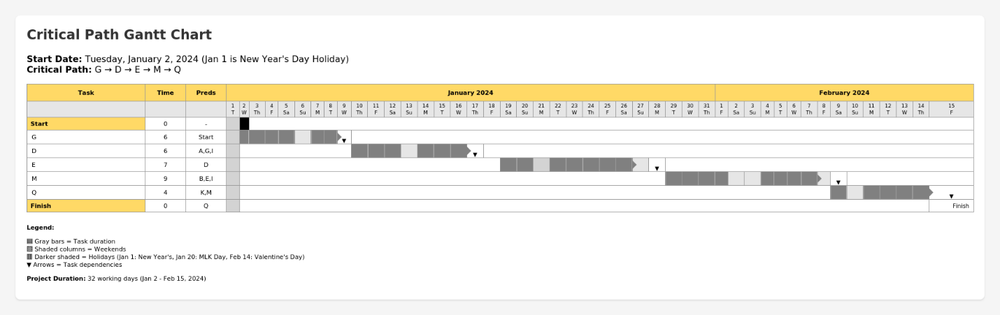 Critical Path Gantt Chart
Start Date: Tuesday, January 2, 2024 (Jan 1 is New Year's Day Holiday)
Critical Path: G → D → E → M → Q
Task Time Preds January 2024 February 2024
1 2 3 4 5 6 7 8 9 10 11 12 13 14 15 16 17 18 19 20 21 22 23 24 25 26 27 28 29 30 31 1 2 3 4 5 6 7 8 9 10 11 12 13 14 15
T W Th F Sa Su M T W Th F Sa Su M T W Th F Sa Su M T W Th F Sa Su M T W Th F Sa Su M T W Th F Sa Su M T W Th F
Start 0 -
G 6 Start ▼
D 6 A,G,I ▼
E 7 D ▼
M 9 B,E,I ▼
Q 4 K,M ▼
Finish 0 Q Finish
Legend:
▤ Gray bars = Task duration
▨ Shaded columns = Weekends
▥ Darker shaded = Holidays (Jan 1: New Year's, Jan 20: MLK Day, Feb 14: Valentine's Day)
▼ Arrows = Task dependencies
Project Duration: 32 working days (Jan 2 - Feb 15, 2024)